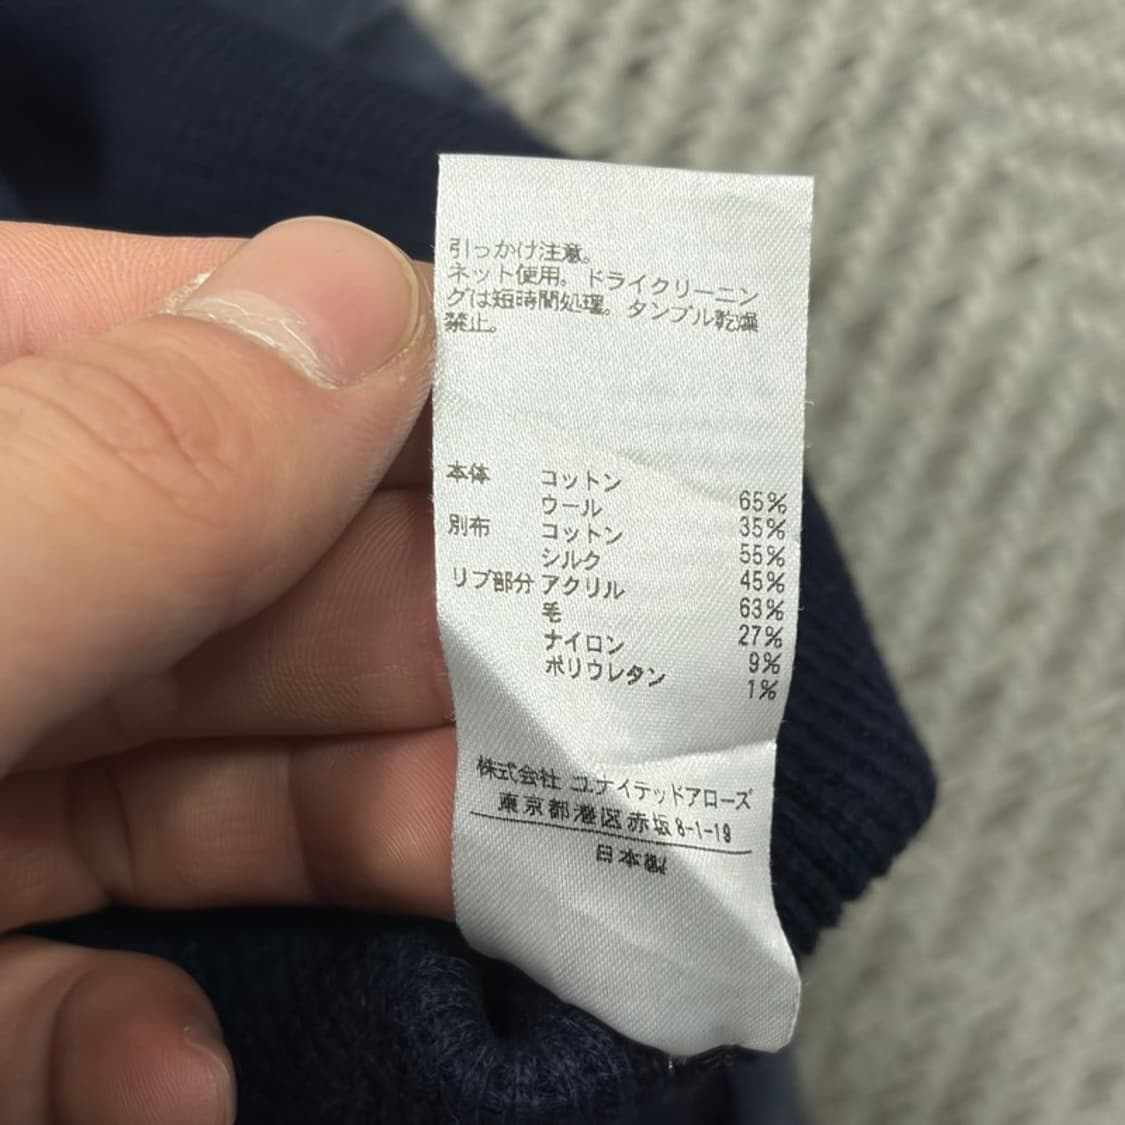 引っかけ注意。
ネット使用。ドライクリーニン
グは短時間処理。タンブル乾燥
禁止。
本体 コットン 65%
ウール 35%
別布 コットン 55%
シルク 45%
リブ部分 アクリル 63%
毛 27%
ナイロン 9%
ポリウレタン 1%
株式会社 ユナイテッドアローズ
東京都港区赤坂8-1-19
日本製